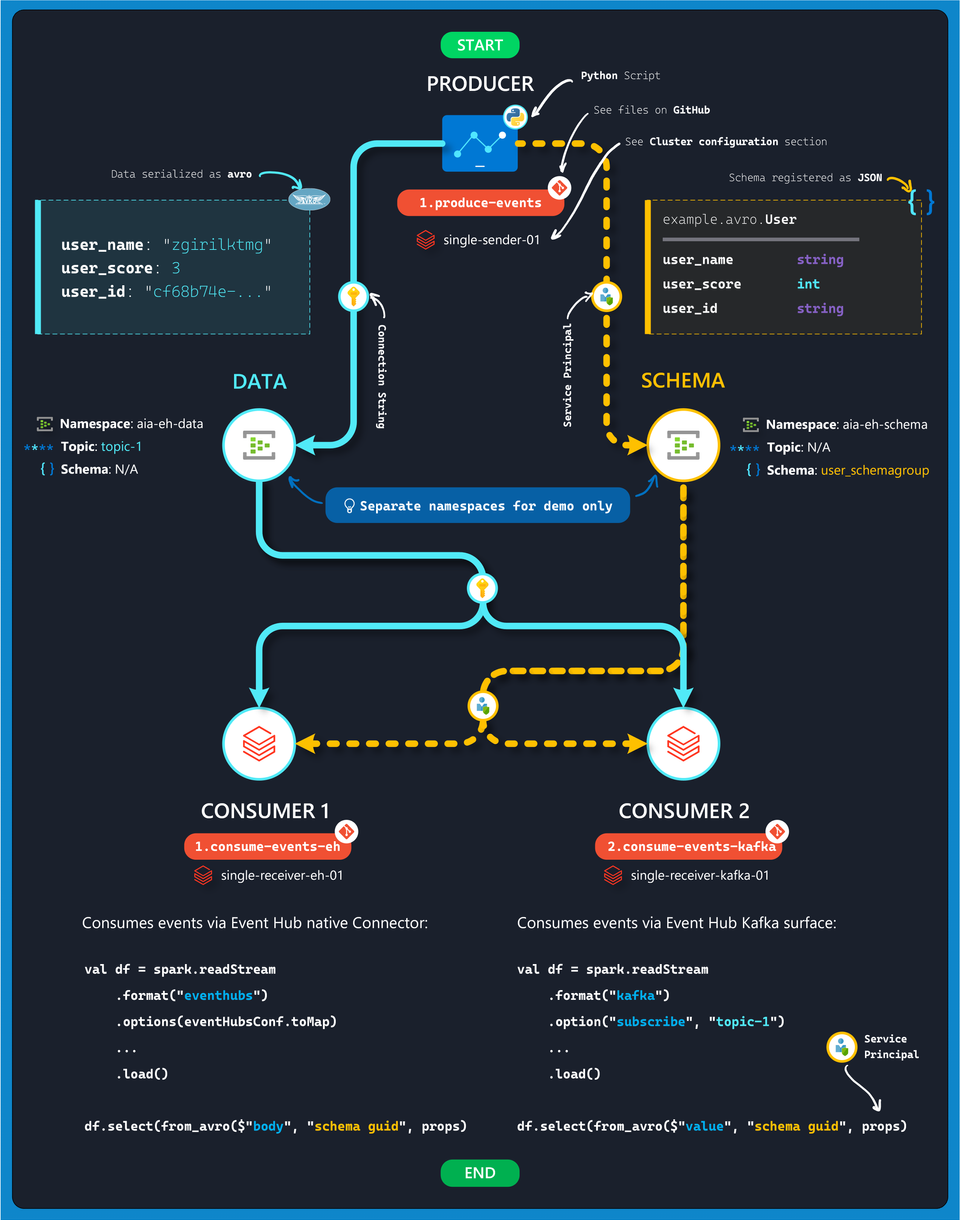 START
PRODUCER
Python Script
See files on GitHub
See Cluster configuration section
Data serialized as avro
Schema registered as JSON
{ }
1.produce-events
single-sender-01
user_name: "zgirilktmg"
user_score: 3
user_id: "cf68b74e-..."
example.avro.User
user_name string
user_score int
user_id string
Connection String
Service Principal
DATA
SCHEMA
Namespace: aia-eh-data
**** Topic: topic-1
{} Schema: N/A
Namespace: aia-eh-schema
**** Topic: N/A
{} Schema: user_schemagroup
Separate namespaces for demo only
CONSUMER 1
1.consume-events-eh
single-receiver-eh-01
CONSUMER 2
2.consume-events-kafka
single-receiver-kafka-01
Consumes events via Event Hub native Connector:
val df = spark.readStream
.format("eventhubs")
.options(eventHubsConf.toMap)
...
.load()
df.select(from_avro($"body", "schema guid", props)
Consumes events via Event Hub Kafka surface:
val df = spark.readStream
.format("kafka")
.option("subscribe", "topic-1")
...
.load()
Service
Principal
df.select(from_avro($"value", "schema guid", props)
END